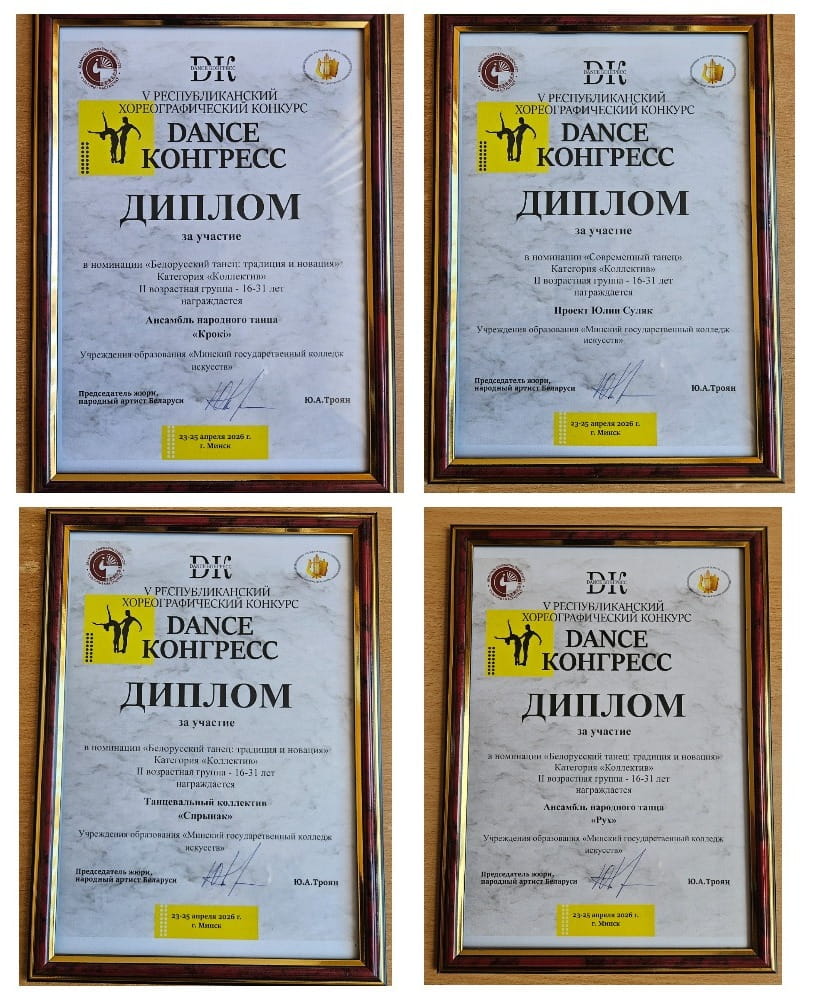 DK
DANCE КОНГРЕСС
V РЕСПУБЛИКАНСКИЙ
ХОРЕОГРАФИЧЕСКИЙ КОНКУРС
DANCE
КОНГРЕСС
ДИПЛОМ
за участие
в номинации «Белорусский танец: традиция и новация»
Категория «Коллектив»
II возрастная группа - 16-31 лет
награждается
Ансамбль народного танца
«Крокі»
Учреждения образования «Минский государственный колледж
искусств»
Председатель жюри,
народный артист Беларуси
Ю.А.Троян
23-25 апреля 2026 г.
г. Минск
DK
DANCE КОНГРЕСС
V РЕСПУБЛИКАНСКИЙ
ХОРЕОГРАФИЧЕСКИЙ КОНКУРС
DANCE
КОНГРЕСС
ДИПЛОМ
за участие
в номинации «Современный танец»
Категория «Коллектив»
II возрастная группа - 16-31 лет
награждается
Проект Юлии Суляк
Учреждения образования «Минский государственный колледж
искусств»
Председатель жюри,
народный артист Беларуси
Ю.А.Троян
23-25 апреля 2026 г.
г. Минск
DK
DANCE КОНГРЕСС
V РЕСПУБЛИКАНСКИЙ
ХОРЕОГРАФИЧЕСКИЙ КОНКУРС
DANCE
КОНГРЕСС
ДИПЛОМ
за участие
в номинации «Белорусский танец: традиция и новация»
Категория «Коллектив»
II возрастная группа - 16-31 лет
награждается
Танцевальный коллектив
«Спрынак»
Учреждения образования «Минский государственный колледж
искусств»
Председатель жюри,
народный артист Беларуси
Ю.А.Троян
23-25 апреля 2026 г.
г. Минск
DK
DANCE КОНГРЕСС
V РЕСПУБЛИКАНСКИЙ
ХОРЕОГРАФИЧЕСКИЙ КОНКУРС
DANCE
КОНГРЕСС
ДИПЛОМ
за участие
в номинации «Белорусский танец: традиция и новация»
Категория «Коллектив»
II возрастная группа - 16-31 лет
награждается
Ансамбль народного танца
«Рух»
Учреждения образования «Минский государственный колледж
искусств»
Председатель жюри,
народный артист Беларуси
Ю.А.Троян
23-25 апреля 2026 г.
г. Минск